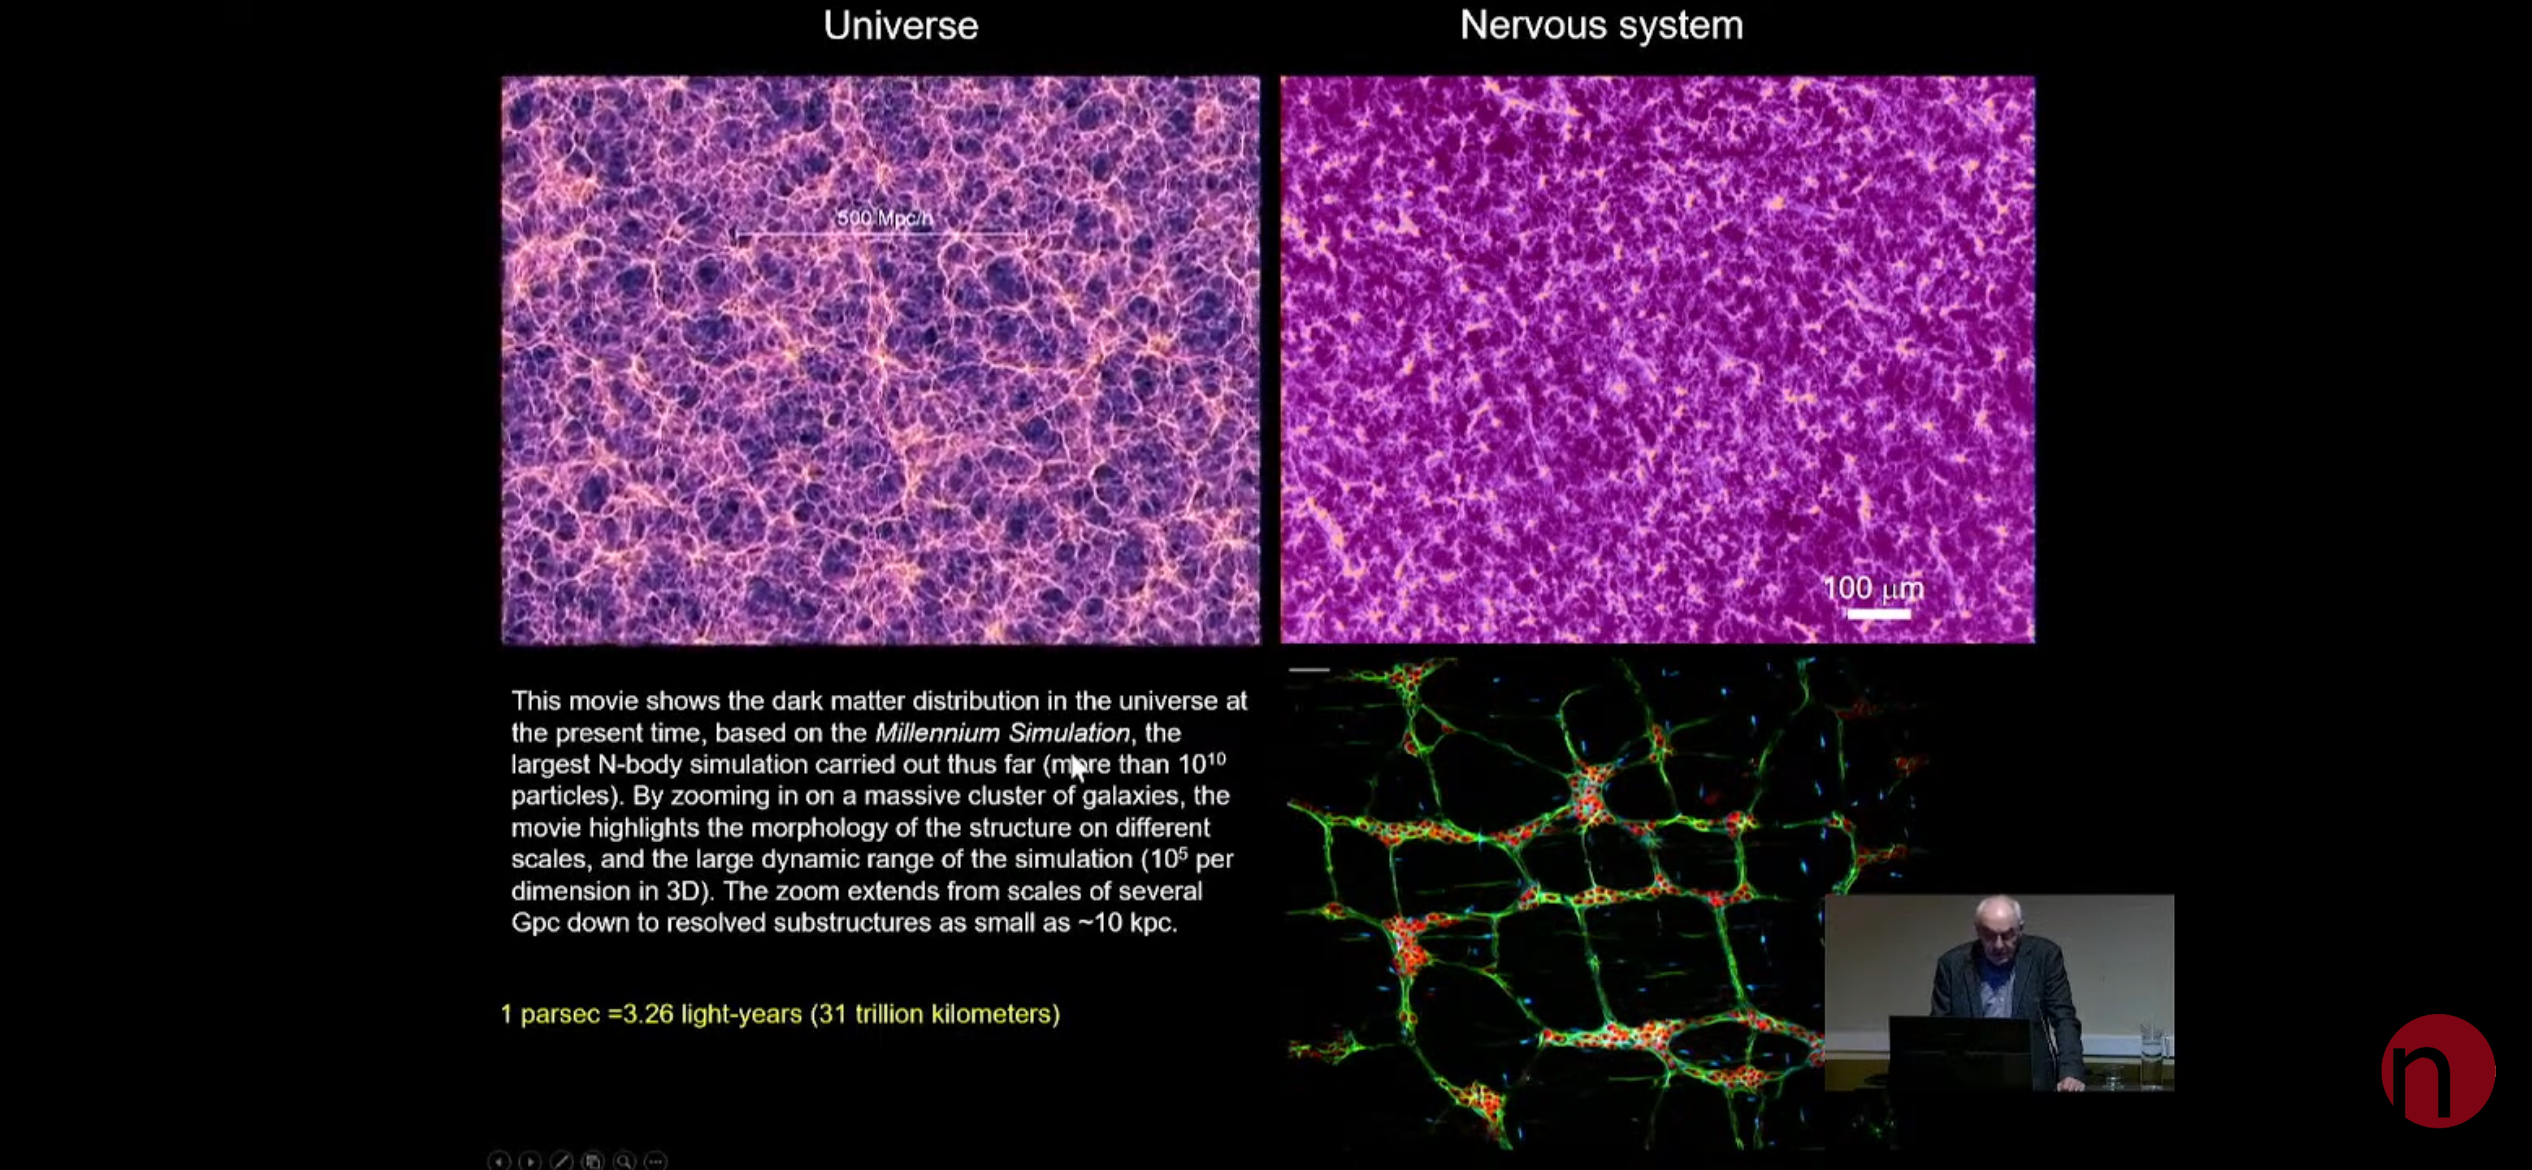 Universe
Nervous system
500 Mpc/h
100 μm
This movie shows the dark matter distribution in the universe at
the present time, based on the Millennium Simulation, the
largest N-body simulation carried out thus far (more than 10¹⁰
particles). By zooming in on a massive cluster of galaxies, the
movie highlights the morphology of the structure on different
scales, and the large dynamic range of the simulation (10⁵ per
dimension in 3D). The zoom extends from scales of several
Gpc down to resolved substructures as small as ~10 kpc.
1 parsec =3.26 light-years (31 trillion kilometers)
n